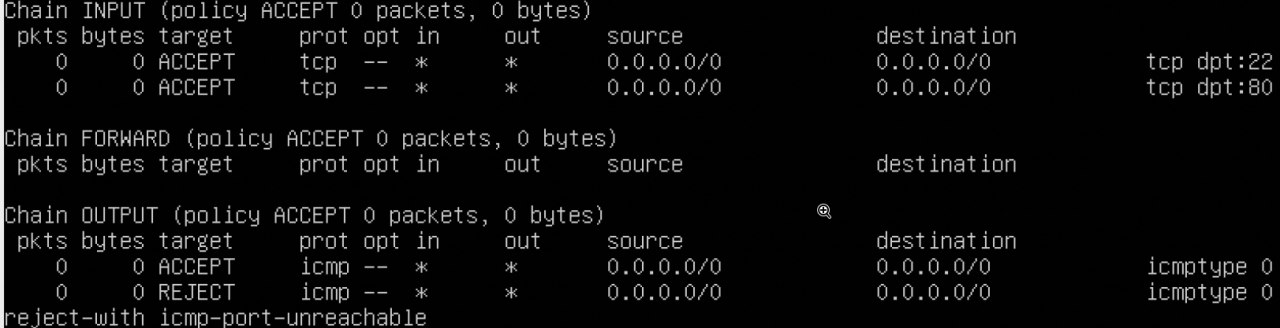 Chain INPUT (policy ACCEPT 0 packets, 0 bytes)
 pkts bytes target     prot opt in     out     source               destination
    0     0 ACCEPT     tcp  --  *      *       0.0.0.0/0            0.0.0.0/0            tcp dpt:22
    0     0 ACCEPT     tcp  --  *      *       0.0.0.0/0            0.0.0.0/0            tcp dpt:80
Chain FORWARD (policy ACCEPT 0 packets, 0 bytes)
 pkts bytes target     prot opt in     out     source               destination
Chain OUTPUT (policy ACCEPT 0 packets, 0 bytes)
 pkts bytes target     prot opt in     out     source               destination
    0     0 ACCEPT     icmp --  *      *       0.0.0.0/0            0.0.0.0/0            icmptype 0
    0     0 REJECT     icmp --  *      *       0.0.0.0/0            0.0.0.0/0            icmptype 0
reject-with icmp-port-unreachable